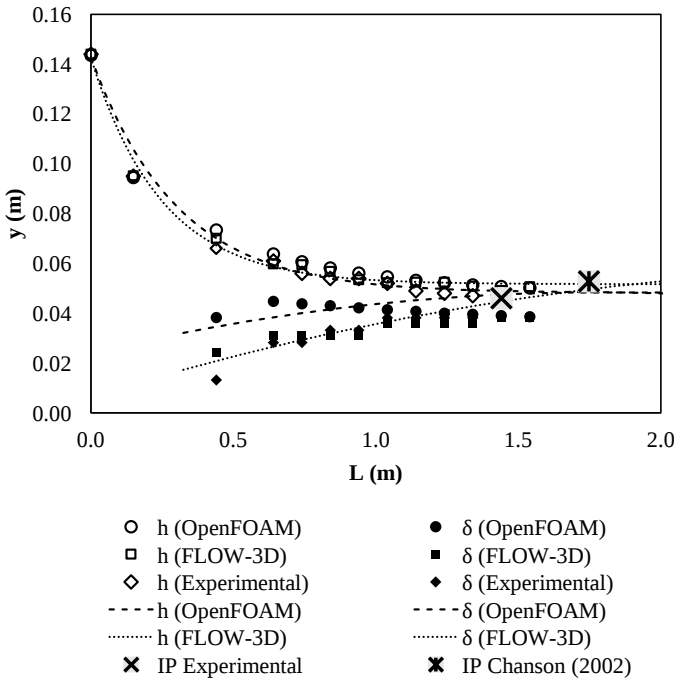 0.16
0.14
0.12
0.10
0.08
0.06
0.04
0.02
0.00
y (m)
0.0 0.5 1.0 1.5 2.0
L (m)
h (OpenFOAM) δ (OpenFOAM)
h (FLOW-3D) δ (FLOW-3D)
h (Experimental) δ (Experimental)
h (OpenFOAM) δ (OpenFOAM)
h (FLOW-3D) δ (FLOW-3D)
IP Experimental IP Chanson (2002)